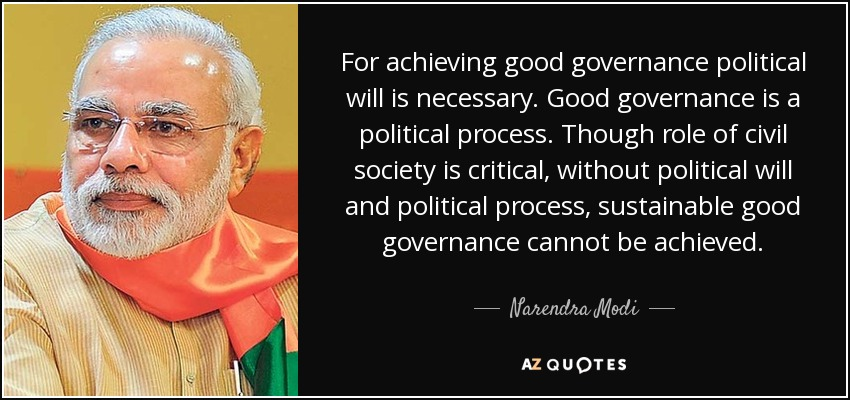 For achieving good governance political
will is necessary. Good governance is a
political process. Though role of civil
society is critical, without political will
and political process, sustainable good
governance cannot be achieved.
Narendra Modi
AZ QUOTES